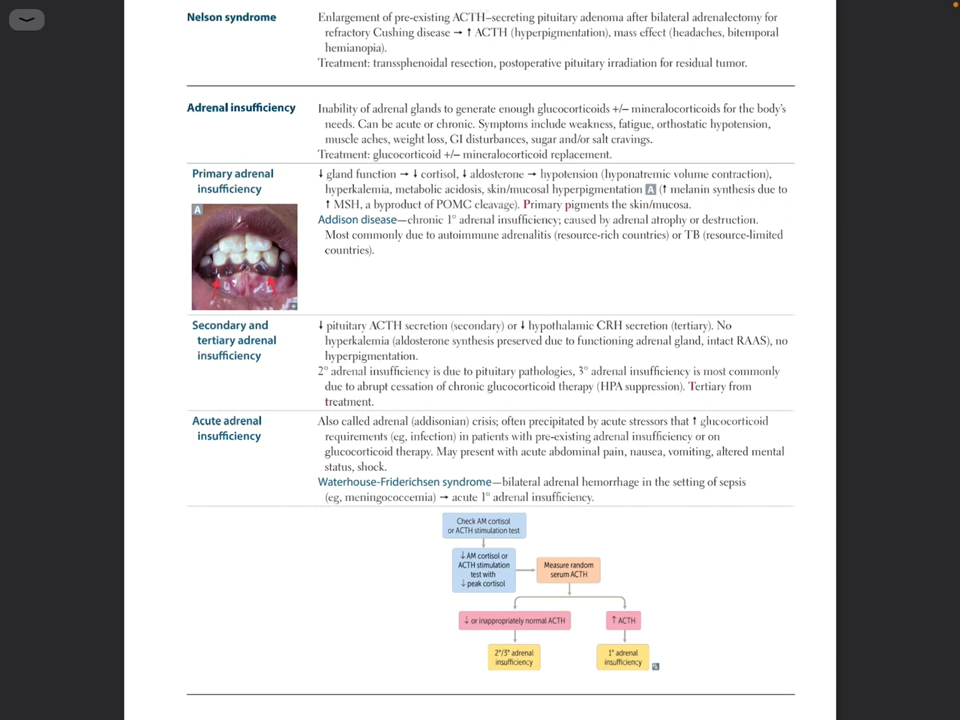 Nelson syndrome
Enlargement of pre-existing ACTH–secreting pituitary adenoma after bilateral adrenalectomy for
refractory Cushing disease → ↑ ACTH (hyperpigmentation), mass effect (headaches, bitemporal
hemianopia).
Treatment: transsphenoidal resection, postoperative pituitary irradiation for residual tumor.
Adrenal insufficiency
Inability of adrenal glands to generate enough glucocorticoids +/– mineralocorticoids for the body's
needs. Can be acute or chronic. Symptoms include weakness, fatigue, orthostatic hypotension,
muscle aches, weight loss, GI disturbances, sugar and/or salt cravings.
Treatment: glucocorticoid +/– mineralocorticoid replacement.
Primary adrenal
insufficiency
A
↓ gland function → ↓ cortisol, ↓ aldosterone → hypotension (hyponatremic volume contraction),
hyperkalemia, metabolic acidosis, skin/mucosal hyperpigmentation A (↑ melanin synthesis due to
↑ MSH, a byproduct of POMC cleavage). Primary pigments the skin/mucosa.
Addison disease—chronic 1° adrenal insufficiency; caused by adrenal atrophy or destruction.
Most commonly due to autoimmune adrenalitis (resource-rich countries) or TB (resource-limited
countries).
Secondary and
tertiary adrenal
insufficiency
↓ pituitary ACTH secretion (secondary) or ↓ hypothalamic CRH secretion (tertiary). No
hyperkalemia (aldosterone synthesis preserved due to functioning adrenal gland, intact RAAS), no
hyperpigmentation.
2° adrenal insufficiency is due to pituitary pathologies, 3° adrenal insufficiency is most commonly
due to abrupt cessation of chronic glucocorticoid therapy (HPA suppression). Tertiary from
treatment.
Acute adrenal
insufficiency
Also called adrenal (addisonian) crisis; often precipitated by acute stressors that ↑ glucocorticoid
requirements (eg, infection) in patients with pre-existing adrenal insufficiency or on
glucocorticoid therapy. May present with acute abdominal pain, nausea, vomiting, altered mental
status, shock.
Waterhouse-Friderichsen syndrome—bilateral adrenal hemorrhage in the setting of sepsis
(eg, meningococcemia) → acute 1° adrenal insufficiency.
Check AM cortisol
or ACTH stimulation test
↓ AM cortisol or
ACTH stimulation
test with
↓ peak cortisol
Measure random
serum ACTH
↓ or inappropriately normal ACTH
↑ ACTH
2°/3° adrenal
insufficiency
1° adrenal
insufficiency